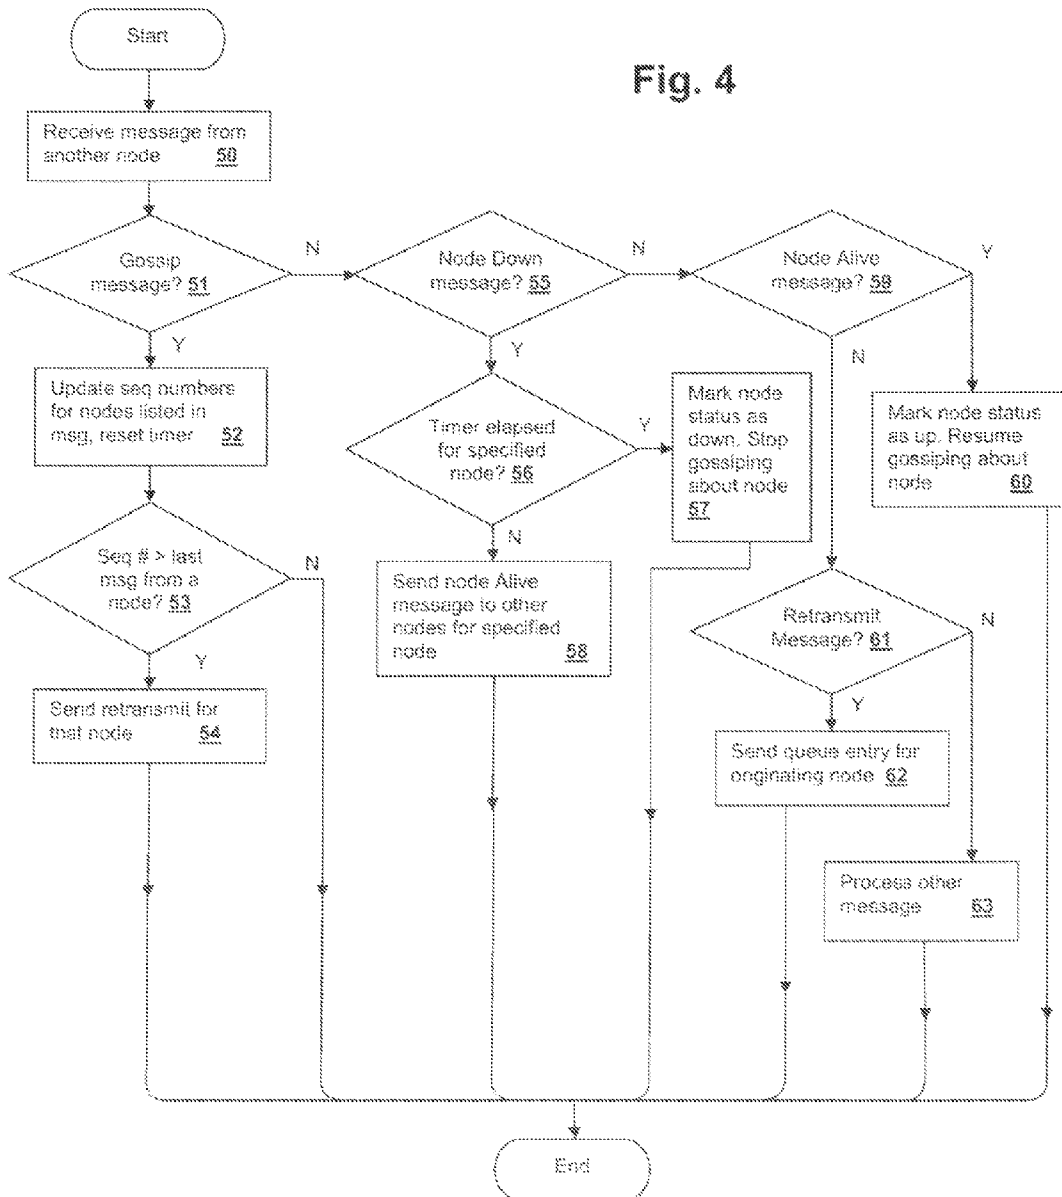 Start
Fig. 4
Receive message from
another node 50
Gossip
message? 51
N
Y
Node Down
message? 55
N
Y
Node Alive
message? 59
Y
N
Update seq numbers
for nodes listed in
msg, reset timer 52
Timer elapsed
for specified
node? 56
Y
N
Mark node
status as
down. Stop
gossiping
about node
57
Mark node status
as up. Resume
gossiping about
node 60
Seq # > last
msg from a
node? 53
N
Y
Send node Alive
message to other
nodes for specified
node 58
Retransmit
Message? 61
N
Y
Send retransmit for
that node 54
Send queue entry for
originating node 62
Process other
message 63
End